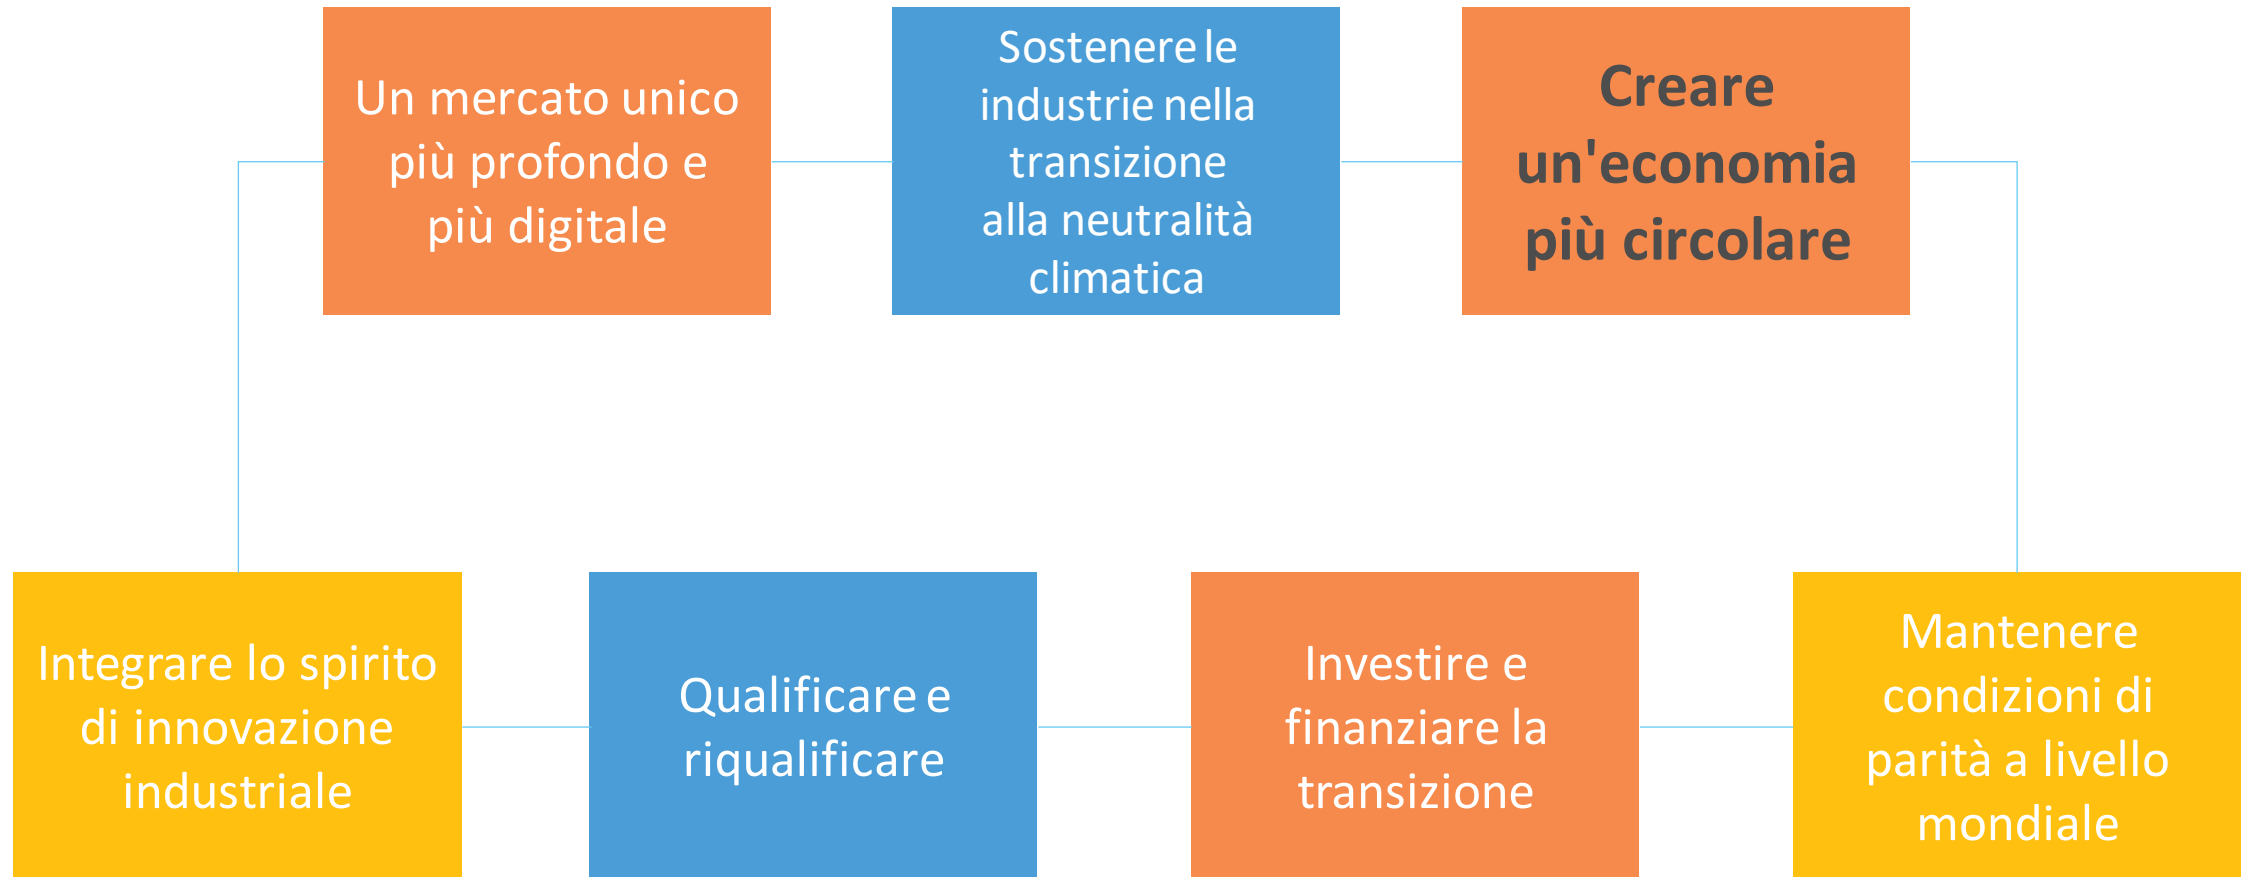 Un mercato unico
più profondo e
più digitale
Sostenere le
industrie nella
transizione
alla neutralità
climatica
Creare
un'economia
più circolare
Integrare lo spirito
di innovazione
industriale
Qualificare e
riqualificare
Investire e
finanziare la
transizione
Mantenere
condizioni di
parità a livello
mondiale